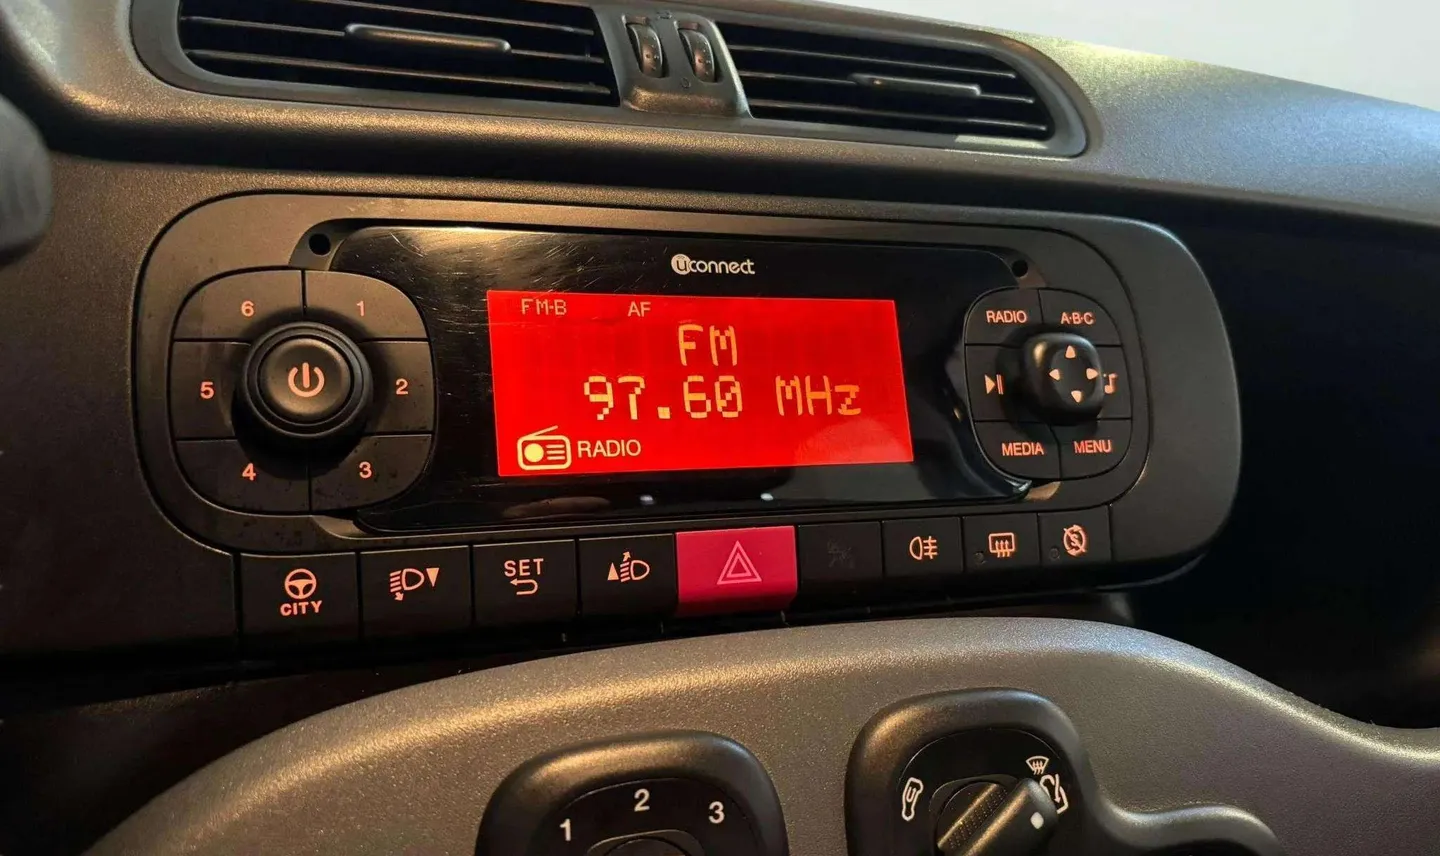 uconnect
FM-B AF
FM
97.60 MHz
RADIO
6 1
5 2
4 3
RADIO A·B·C
MEDIA MENU
CITY
SET
1 2 3